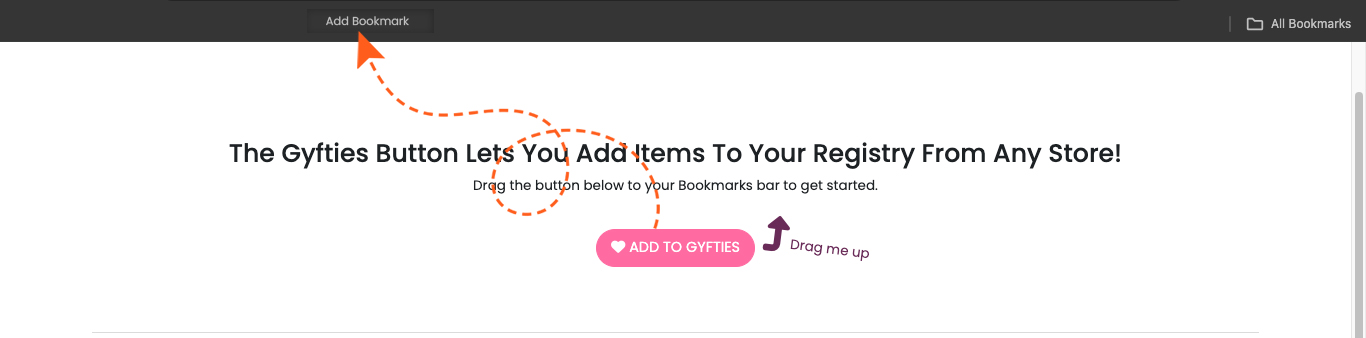 Add Bookmark
All Bookmarks
The Gyfties Button Lets You Add Items To Your Registry From Any Store!
Drag the button below to your Bookmarks bar to get started.
ADD TO GYFTIES
Drag me up